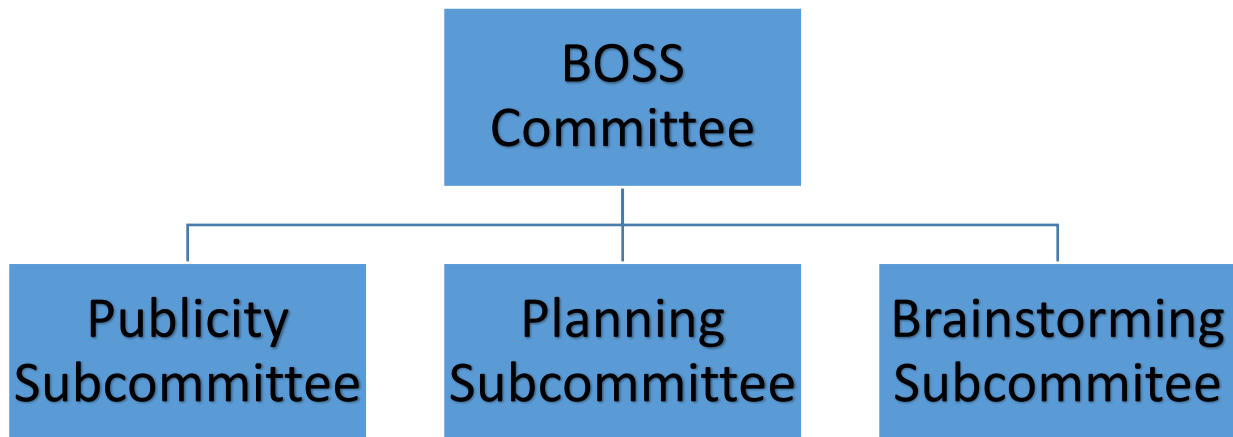 BOSS
Committee
Publicity
Subcommittee
Planning
Subcommittee
Brainstorming
Subcommitee